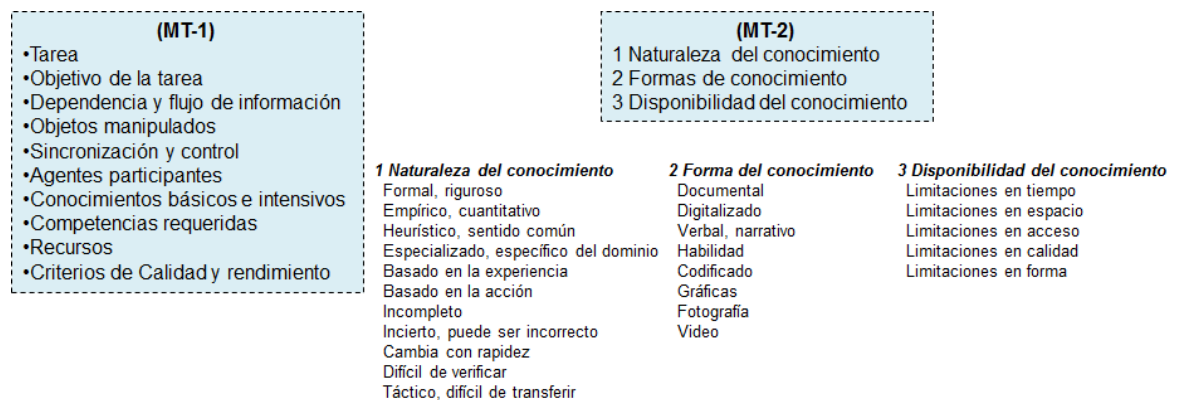 (MT-1)
•Tarea
•Objetivo de la tarea
•Dependencia y flujo de información
•Objetos manipulados
•Sincronización y control
•Agentes participantes
•Conocimientos básicos e intensivos
•Competencias requeridas
•Recursos
•Criterios de Calidad y rendimiento
(MT-2)
1 Naturaleza del conocimiento
2 Formas de conocimiento
3 Disponibilidad del conocimiento
1 Naturaleza del conocimiento
Formal, riguroso
Empírico, cuantitativo
Heurístico, sentido común
Especializado, específico del dominio
Basado en la experiencia
Basado en la acción
Incompleto
Incierto, puede ser incorrecto
Cambia con rapidez
Difícil de verificar
Táctico, difícil de transferir
2 Forma del conocimiento
Documental
Digitalizado
Verbal, narrativo
Habilidad
Codificado
Gráficas
Fotografía
Video
3 Disponibilidad del conocimiento
Limitaciones en tiempo
Limitaciones en espacio
Limitaciones en acceso
Limitaciones en calidad
Limitaciones en forma